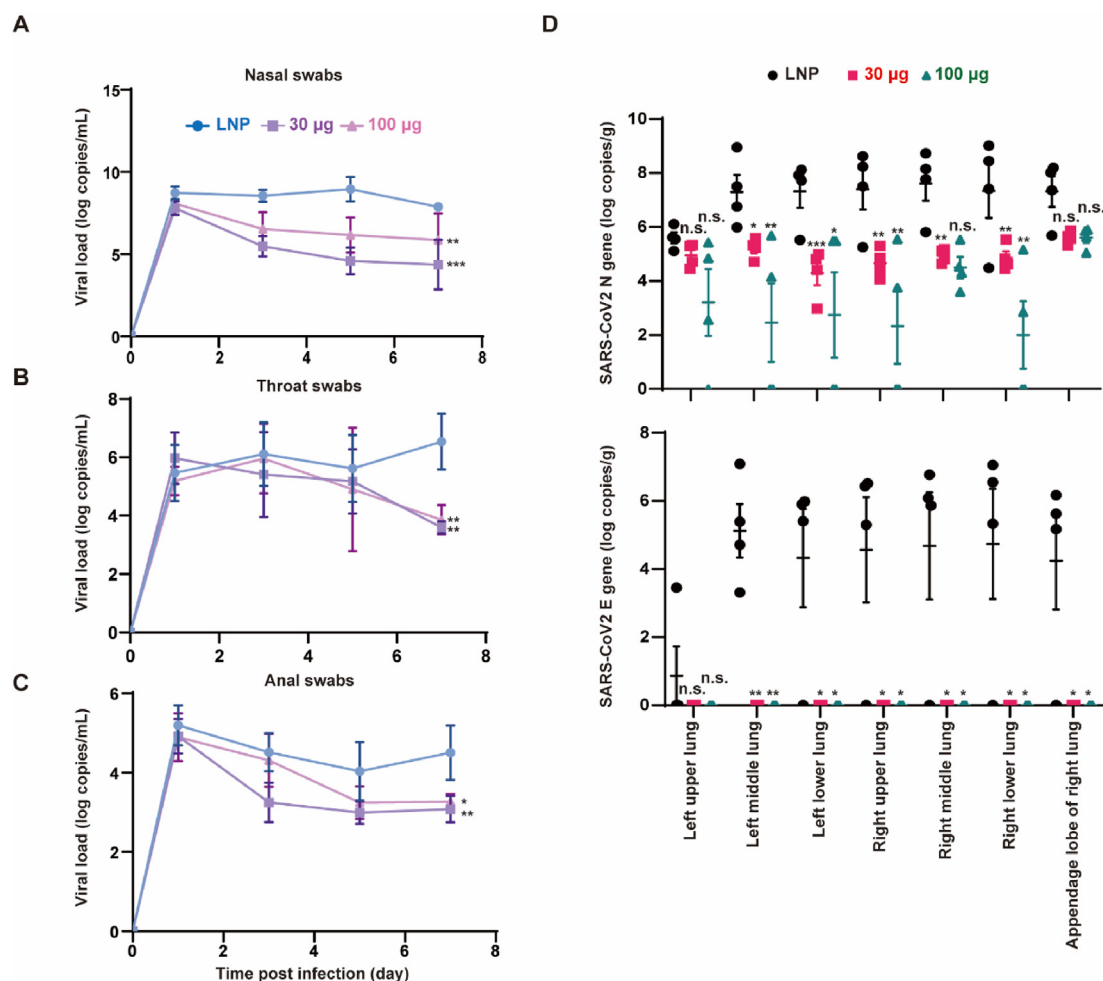 A
Nasal swabs
Viral load (log copies/mL)
15
10
5
0
LNP 30 µg 100 µg
**
***
0 2 4 6 8
B
Throat swabs
Viral load (log copies/mL)
8
6
4
2
0
**
**
0 2 4 6 8
C
Anal swabs
Viral load (log copies/mL)
6
4
2
0
*
**
0 2 4 6 8
Time post infection (day)
D
LNP 30 µg 100 µg
SARS-CoV2 N gene (log copies/g)
10
8
6
4
2
0
n.s. n.s. * ** *** * ** ** ** n.s. ** ** n.s. n.s.
SARS-CoV2 E gene (log copies/g)
8
6
4
2
0
n.s. n.s. ** ** * * * * * * * * * *
Left upper lung
Left middle lung
Left lower lung
Right upper lung
Right middle lung
Right lower lung
Appendage lobe of right lung